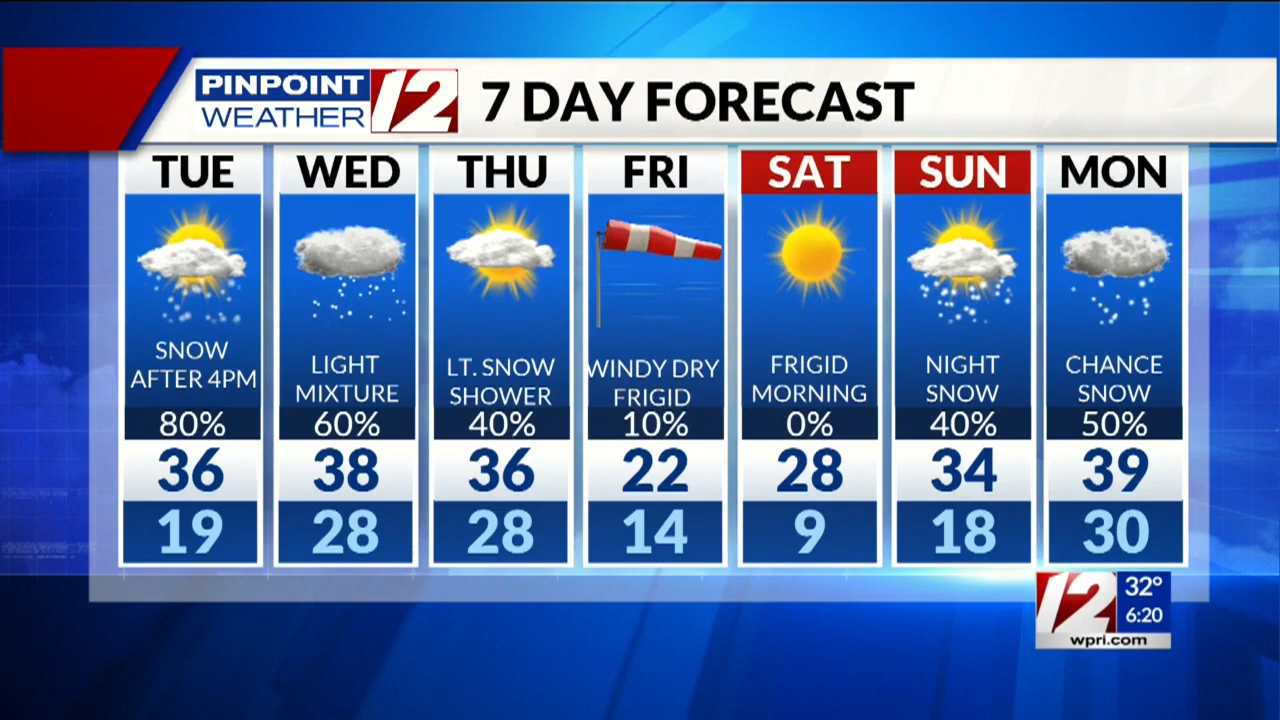 PINPOINT
WEATHER 12
7 DAY FORECAST
TUE
SNOW
AFTER 4PM
80%
36
19
WED
LIGHT
MIXTURE
60%
38
28
THU
LT. SNOW
SHOWER
40%
36
28
FRI
WINDY DRY
FRIGID
10%
22
14
SAT
FRIGID
MORNING
0%
28
9
SUN
NIGHT
SNOW
40%
34
18
MON
CHANCE
SNOW
50%
39
30
12
32°
6:20
wpri.com